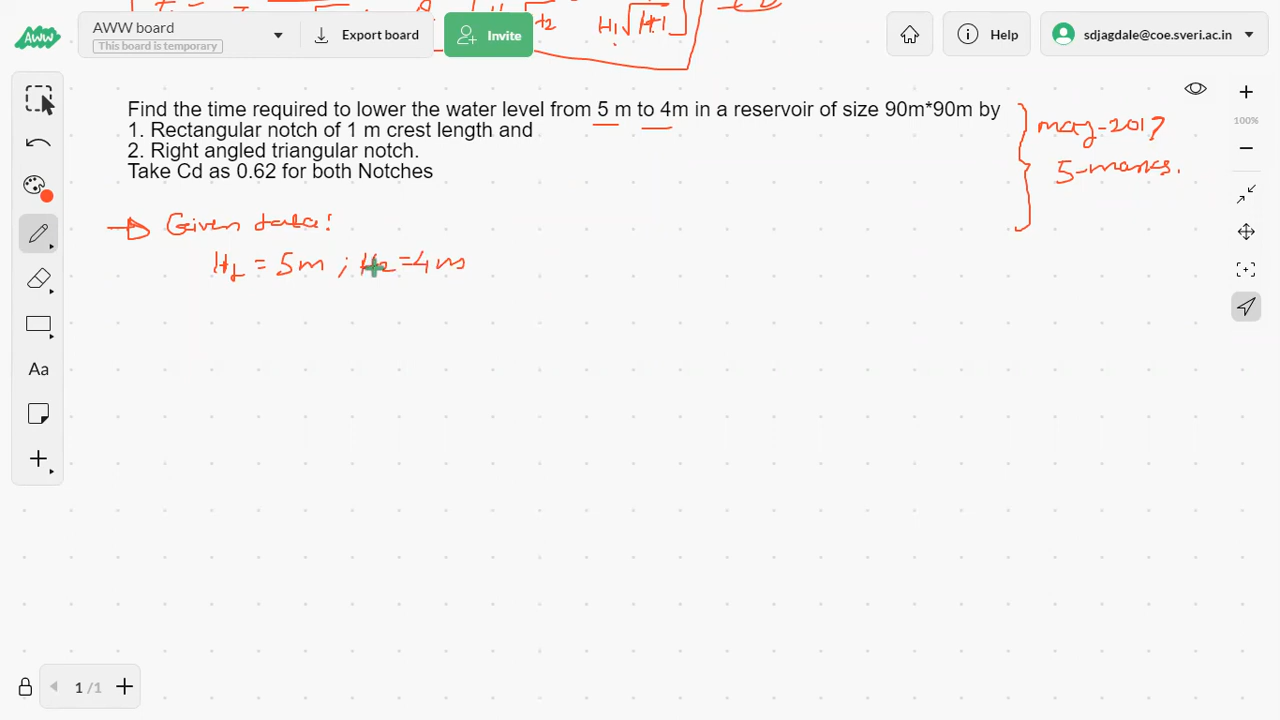 AWW
AWW board
This board is temporary
Export board
Invite
Help
sdjagdale@coe.sveri.ac.in
Find the time required to lower the water level from 5 m to 4m in a reservoir of size 90m*90m by
1. Rectangular notch of 1 m crest length and
2. Right angled triangular notch.
Take Cd as 0.62 for both Notches
may-2017
5-marks.
Given data:
H1 = 5m ; H2 = 4m
100%
Aa
1 /1